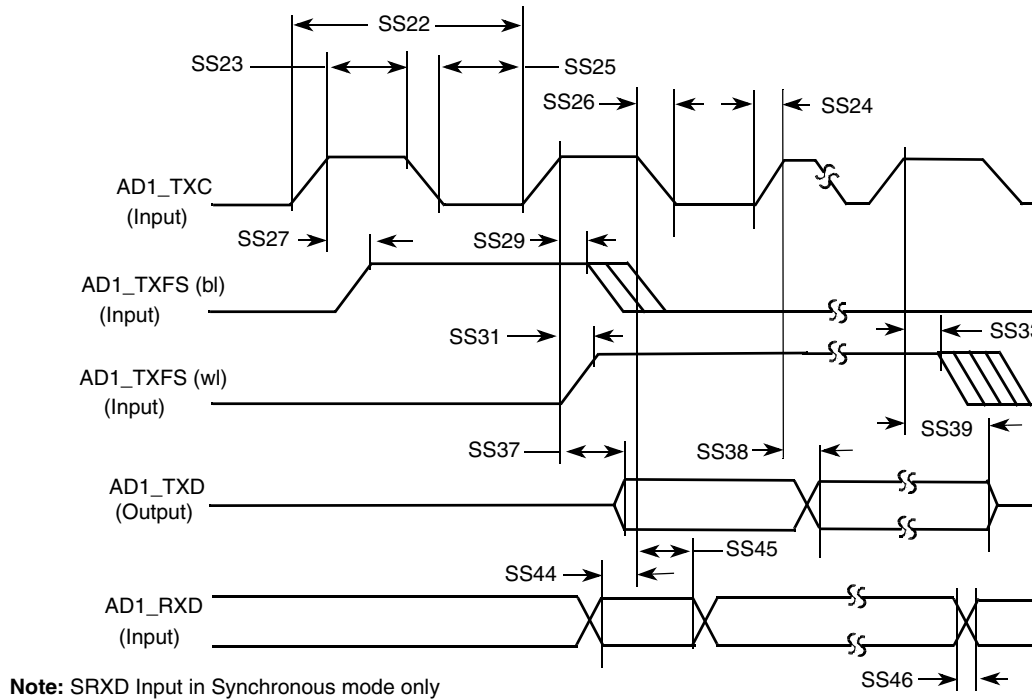 SS22
SS23
SS25
SS26
SS24
AD1_TXC
(Input)
SS27
SS29
AD1_TXFS (bl)
(Input)
SS31
SS33
AD1_TXFS (wl)
(Input)
SS37
SS38
SS39
AD1_TXD
(Output)
SS45
SS44
AD1_RXD
(Input)
SS46
Note: SRXD Input in Synchronous mode only